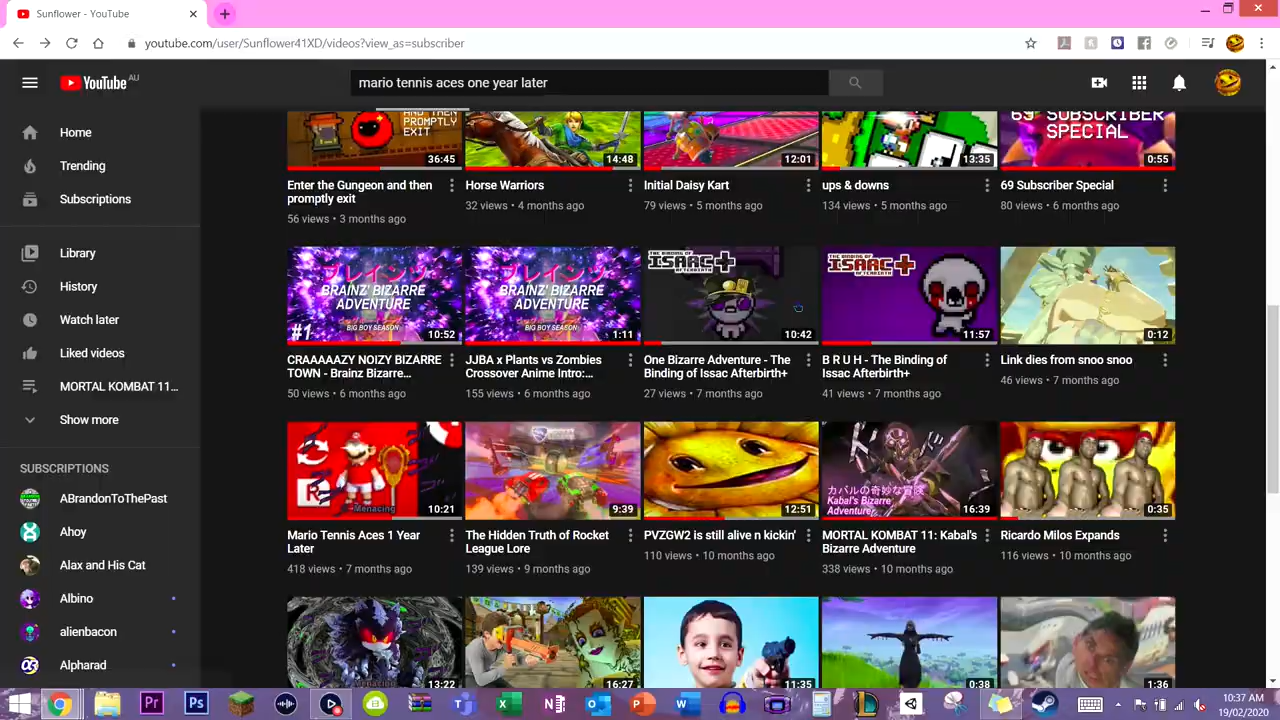 Sunflower - YouTube
youtube.com/user/Sunflower41XD/videos?view_as=subscriber
YouTube AU
mario tennis aces one year later
Home
Trending
Subscriptions
Library
History
Watch later
Liked videos
MORTAL KOMBAT 11...
Show more
SUBSCRIPTIONS
ABrandonToThePast
Ahoy
Alax and His Cat
Albino
alienbacon
Alpharad
AND THEN
PROMPTLY
EXIT
36:45
14:48
12:01
13:35
69 SUBSCRIBER
SPECIAL
0:55
Enter the Gungeon and then
promptly exit
56 views • 3 months ago
Horse Warriors
32 views • 4 months ago
Initial Daisy Kart
79 views • 5 months ago
ups & downs
134 views • 5 months ago
69 Subscriber Special
80 views • 6 months ago
ブレインツ
BRAINZ' BIZARRE
ADVENTURE
BIG BOY SEASON
#1
10:52
ブレインツ
BRAINZ' BIZARRE
ADVENTURE
BIG BOY SEASON
1:11
THE BINDING OF
ISAAC
AFTERBIRTH
10:42
THE BINDING OF
ISAAC
AFTERBIRTH
11:57
0:12
CRAAAAAZY NOIZY BIZARRE
TOWN - Brainz Bizarre...
50 views • 6 months ago
JJBA x Plants vs Zombies
Crossover Anime Intro:...
155 views • 6 months ago
One Bizarre Adventure - The
Binding of Issac Afterbirth+
27 views • 7 months ago
B R U H - The Binding of
Issac Afterbirth+
41 views • 7 months ago
Link dies from snoo snoo
46 views • 7 months ago
R
Menacing
10:21
9:39
12:51
カバルの奇妙な冒険
Kabal's Bizarre
Adventure
16:39
0:35
Mario Tennis Aces 1 Year
Later
418 views • 7 months ago
The Hidden Truth of Rocket
League Lore
139 views • 9 months ago
PVZGW2 is still alive n kickin'
110 views • 10 months ago
MORTAL KOMBAT 11: Kabal's
Bizarre Adventure
338 views • 10 months ago
Ricardo Milos Expands
116 views • 10 months ago
Menacing
13:22
16:27
11:35
0:38
1:36
10:37 AM
19/02/2020